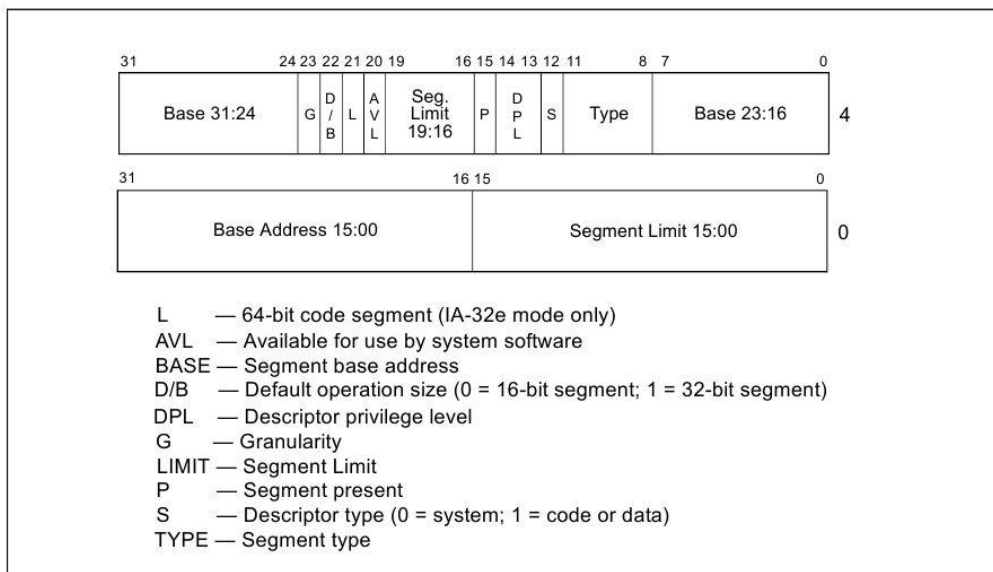 31 24 23 22 21 20 19 16 15 14 13 12 11 8 7 0
Base 31:24 G D/B L AVL Seg. Limit 19:16 P DPL S Type Base 23:16 4
31 16 15 0
Base Address 15:00 Segment Limit 15:00 0
L — 64-bit code segment (IA-32e mode only)
AVL — Available for use by system software
BASE — Segment base address
D/B — Default operation size (0 = 16-bit segment; 1 = 32-bit segment)
DPL — Descriptor privilege level
G — Granularity
LIMIT — Segment Limit
P — Segment present
S — Descriptor type (0 = system; 1 = code or data)
TYPE — Segment type